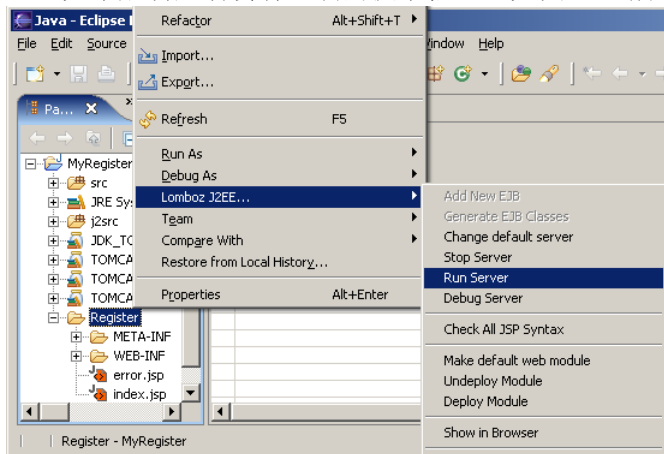 Java - Eclipse
File Edit Source
Window Help
Pa...
MyRegister
src
JRE Sy
j2src
JDK_TO
TOMCA
TOMCA
TOMCA
Register
META-INF
WEB-INF
error.jsp
index.jsp
Register - MyRegister
Refactor Alt+Shift+T
Import...
Export...
Refresh F5
Run As
Debug As
Lomboz J2EE...
Team
Compare With
Restore from Local History...
Properties Alt+Enter
Add New EJB
Generate EJB Classes
Change default server
Stop Server
Run Server
Debug Server
Check All JSP Syntax
Make default web module
Undeploy Module
Deploy Module
Show in Browser